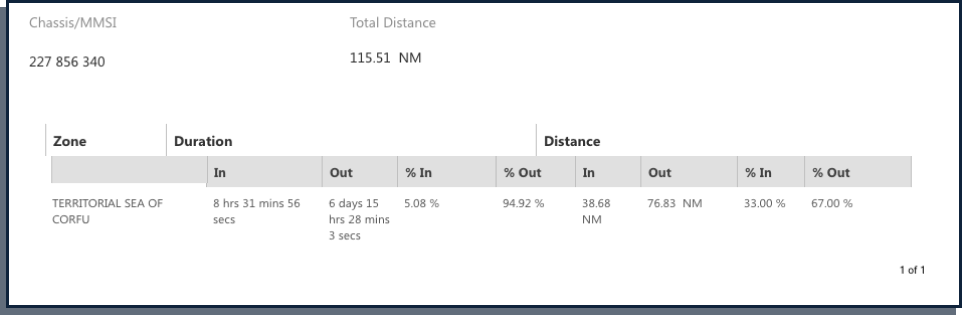 Chassis/MMSI Total Distance
227 856 340 115.51 NM
Zone Duration Distance
In Out % In % Out In Out % In % Out
TERRITORIAL SEA OF 8 hrs 31 mins 56 6 days 15 5.08 % 94.92 % 38.68 76.83 NM 33.00 % 67.00 %
CORFU secs hrs 28 mins NM
3 secs
1 of 1